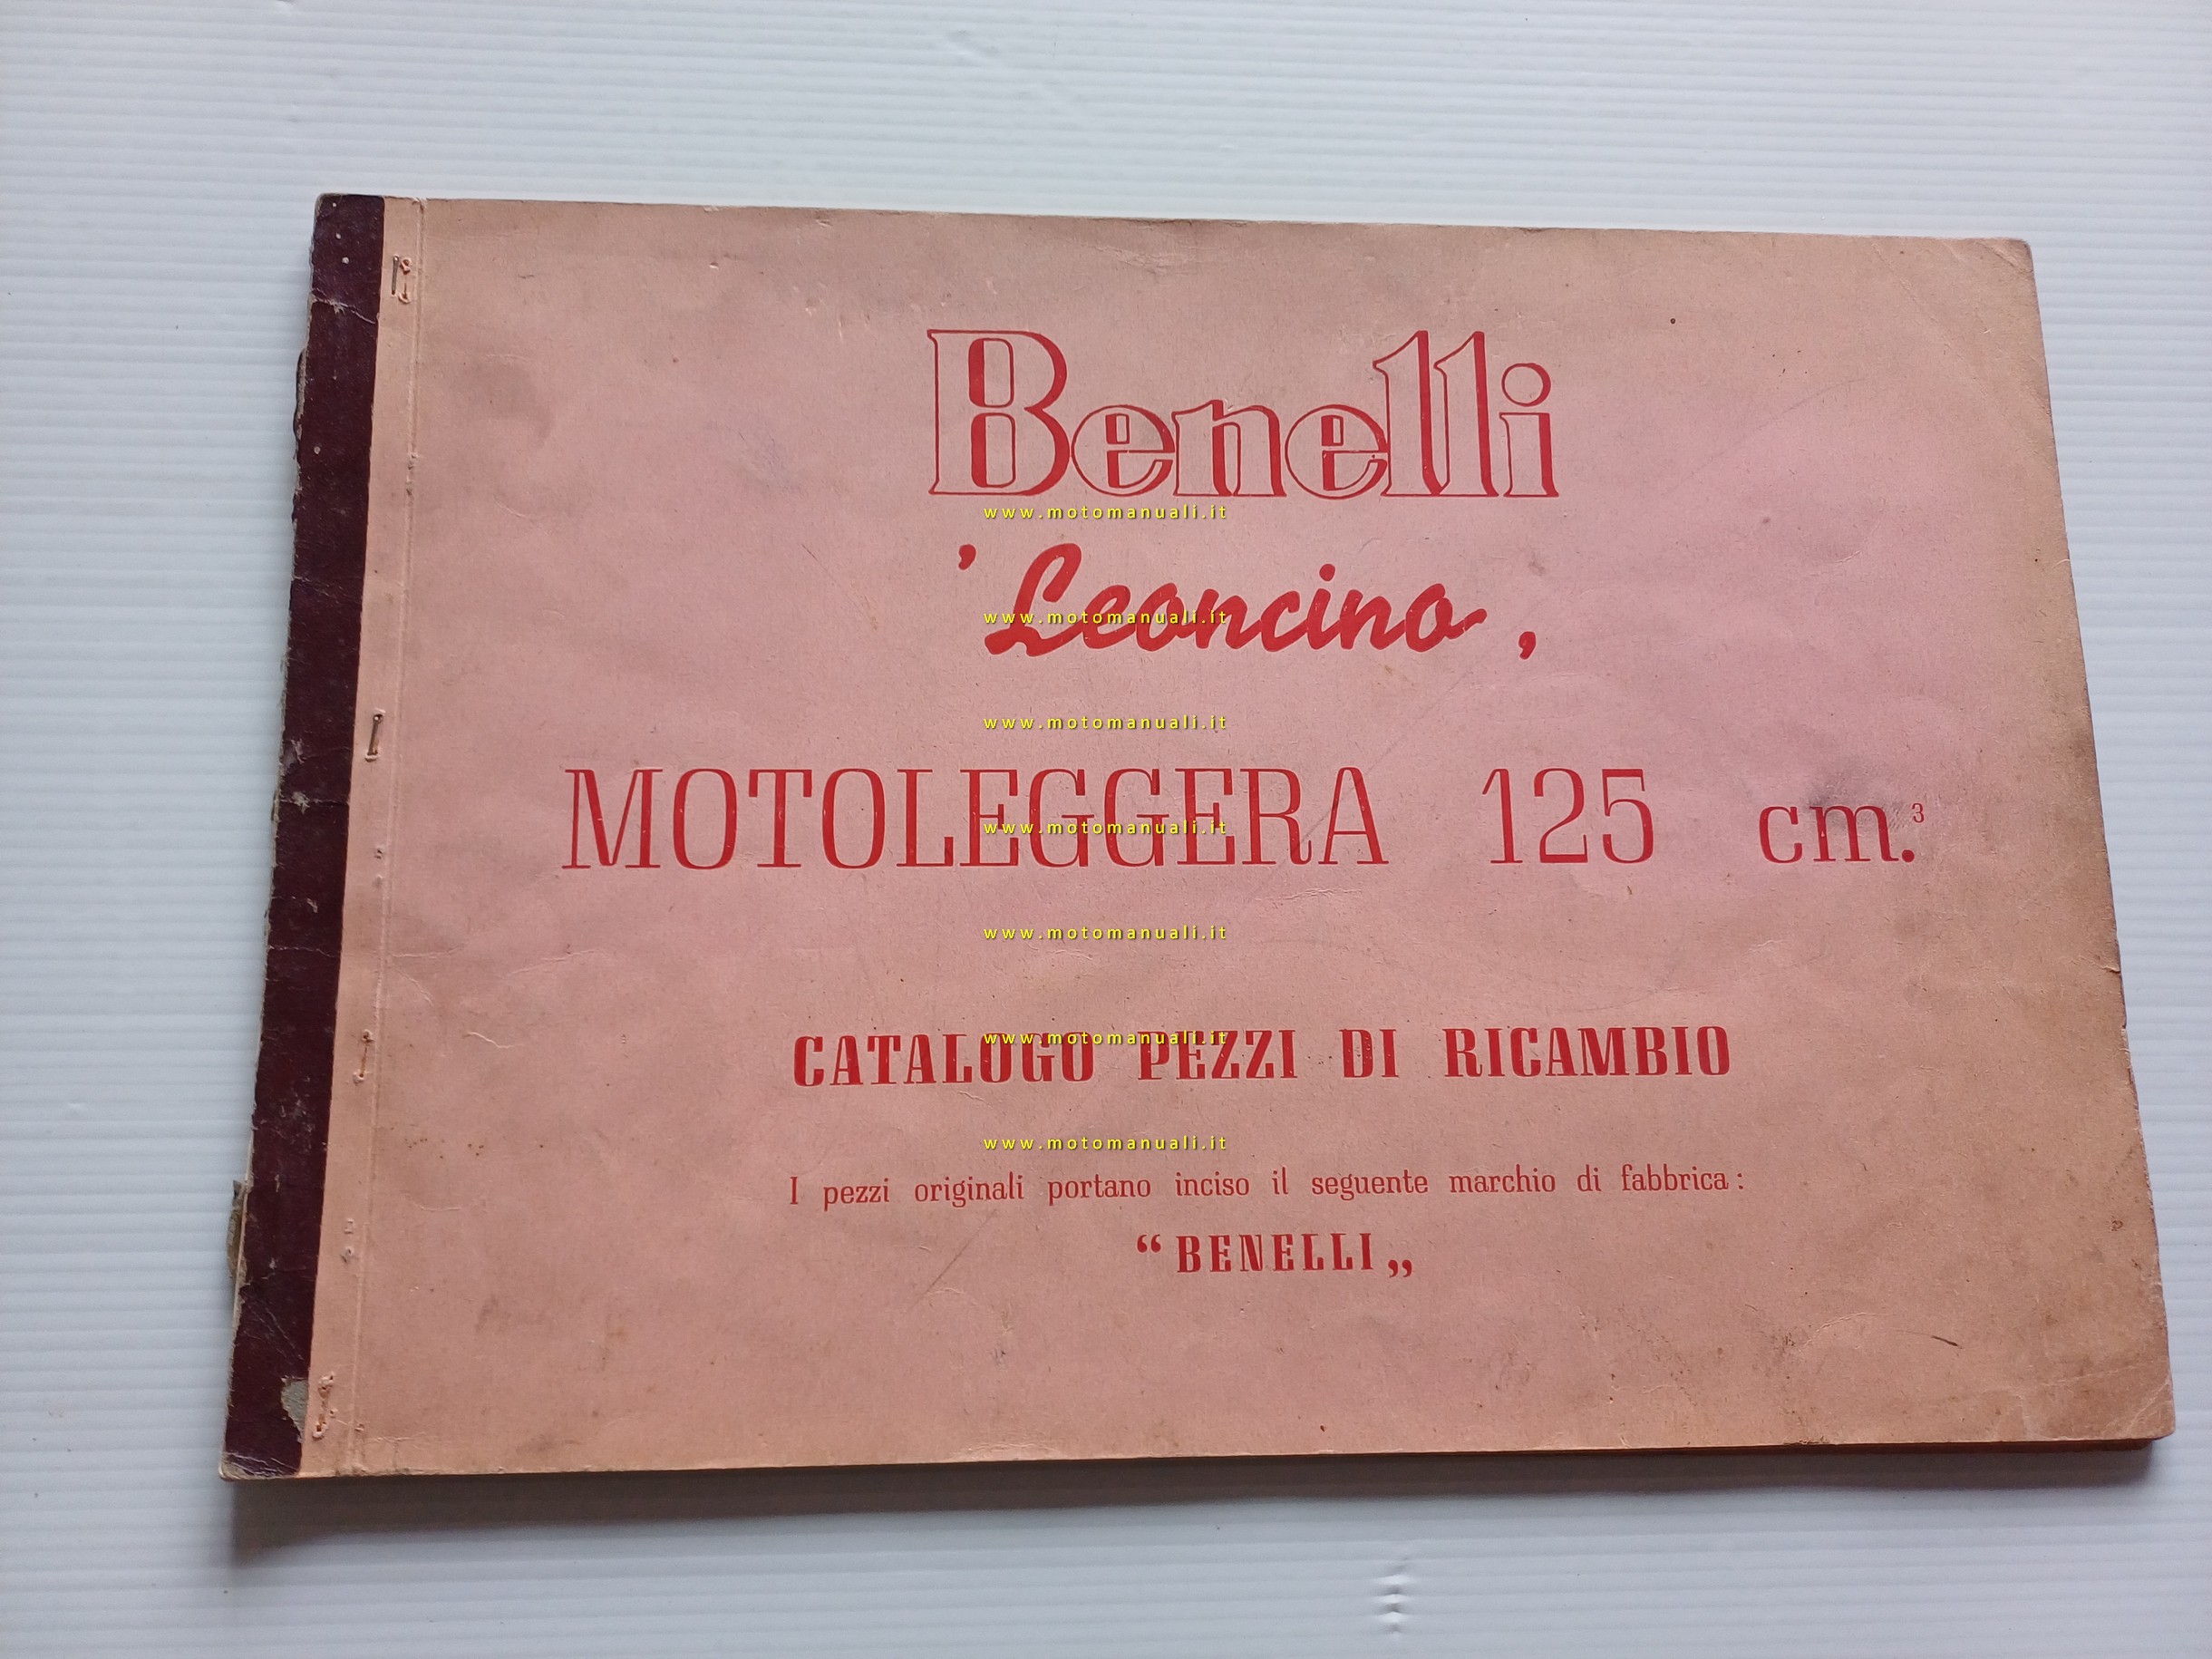 Benelli
www.motomanuali.it
'Leoncino,
www.motomanuali.it
www.motomanuali.it
MOTOLEGGERA 125 cm.³
www.motomanuali.it
www.motomanuali.it
CATALOGO PEZZI DI RICAMBIO
www.motomanuali.it
www.motomanuali.it
I pezzi originali portano inciso il seguente marchio di fabbrica:
“BENELLI„